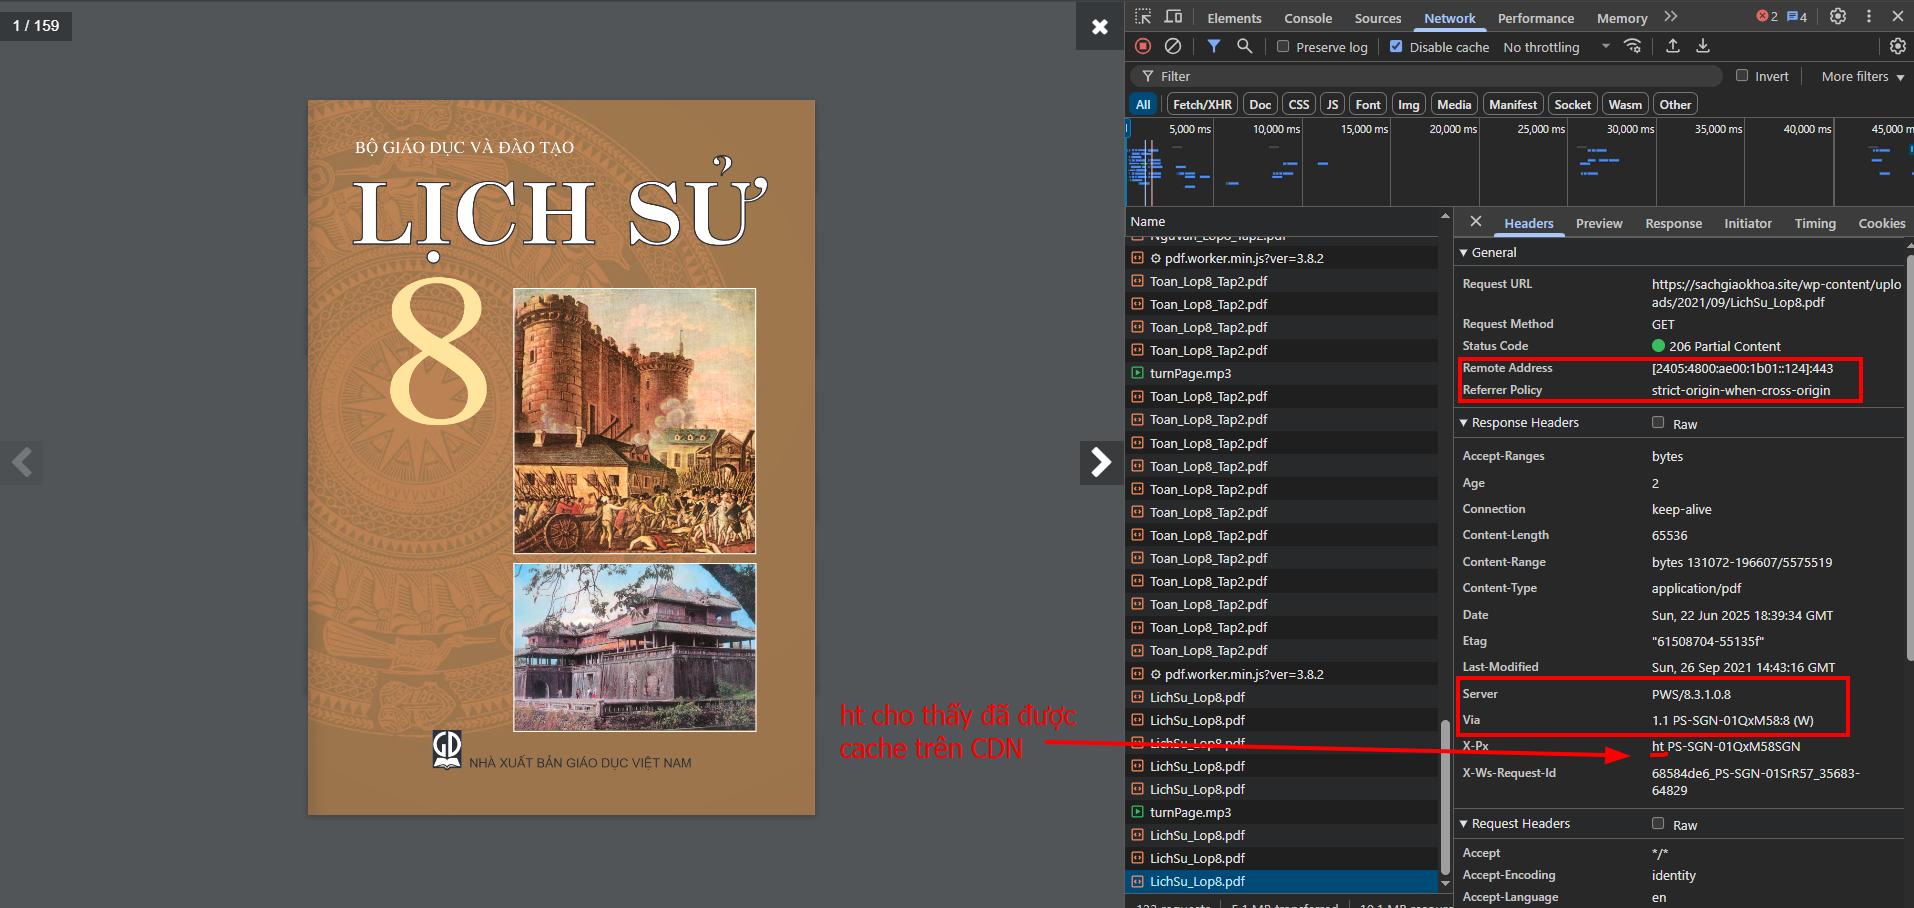 1 / 159
BỘ GIÁO DỤC VÀ ĐÀO TẠO
LỊCH SỬ
8
GD
NHÀ XUẤT BẢN GIÁO DỤC VIỆT NAM
ht cho thấy đã được
cache trên CDN
Elements Console Sources Network Performance Memory 2 4
Preserve log Disable cache No throttling
Filter Invert More filters
All Fetch/XHR Doc CSS JS Font Img Media Manifest Socket Wasm Other
5,000 ms 10,000 ms 15,000 ms 20,000 ms 25,000 ms 30,000 ms 35,000 ms 40,000 ms 45,000 m
Name
NguVan_Lop8_Tap2.pdf
pdf.worker.min.js?ver=3.8.2
Toan_Lop8_Tap2.pdf
Toan_Lop8_Tap2.pdf
Toan_Lop8_Tap2.pdf
Toan_Lop8_Tap2.pdf
turnPage.mp3
Toan_Lop8_Tap2.pdf
Toan_Lop8_Tap2.pdf
Toan_Lop8_Tap2.pdf
Toan_Lop8_Tap2.pdf
Toan_Lop8_Tap2.pdf
Toan_Lop8_Tap2.pdf
Toan_Lop8_Tap2.pdf
Toan_Lop8_Tap2.pdf
Toan_Lop8_Tap2.pdf
Toan_Lop8_Tap2.pdf
Toan_Lop8_Tap2.pdf
Toan_Lop8_Tap2.pdf
pdf.worker.min.js?ver=3.8.2
LichSu_Lop8.pdf
LichSu_Lop8.pdf
LichSu_Lop8.pdf
LichSu_Lop8.pdf
LichSu_Lop8.pdf
turnPage.mp3
LichSu_Lop8.pdf
LichSu_Lop8.pdf
LichSu_Lop8.pdf
Headers Preview Response Initiator Timing Cookies
General
Request URL https://sachgiaokhoa.site/wp-content/uplo
ads/2021/09/LichSu_Lop8.pdf
Request Method GET
Status Code 206 Partial Content
Remote Address [2405:4800:ae00:1b01::124]:443
Referrer Policy strict-origin-when-cross-origin
Response Headers Raw
Accept-Ranges bytes
Age 2
Connection keep-alive
Content-Length 65536
Content-Range bytes 131072-196607/5575519
Content-Type application/pdf
Date Sun, 22 Jun 2025 18:39:34 GMT
Etag "61508704-55135f"
Last-Modified Sun, 26 Sep 2021 14:43:16 GMT
Server PWS/8.3.1.0.8
Via 1.1 PS-SGN-01QxM58:8 (W)
X-Px ht PS-SGN-01QxM58SGN
X-Ws-Request-Id 68584de6_PS-SGN-01SrR57_35683-
64829
Request Headers Raw
Accept */*
Accept-Encoding identity
Accept-Language en